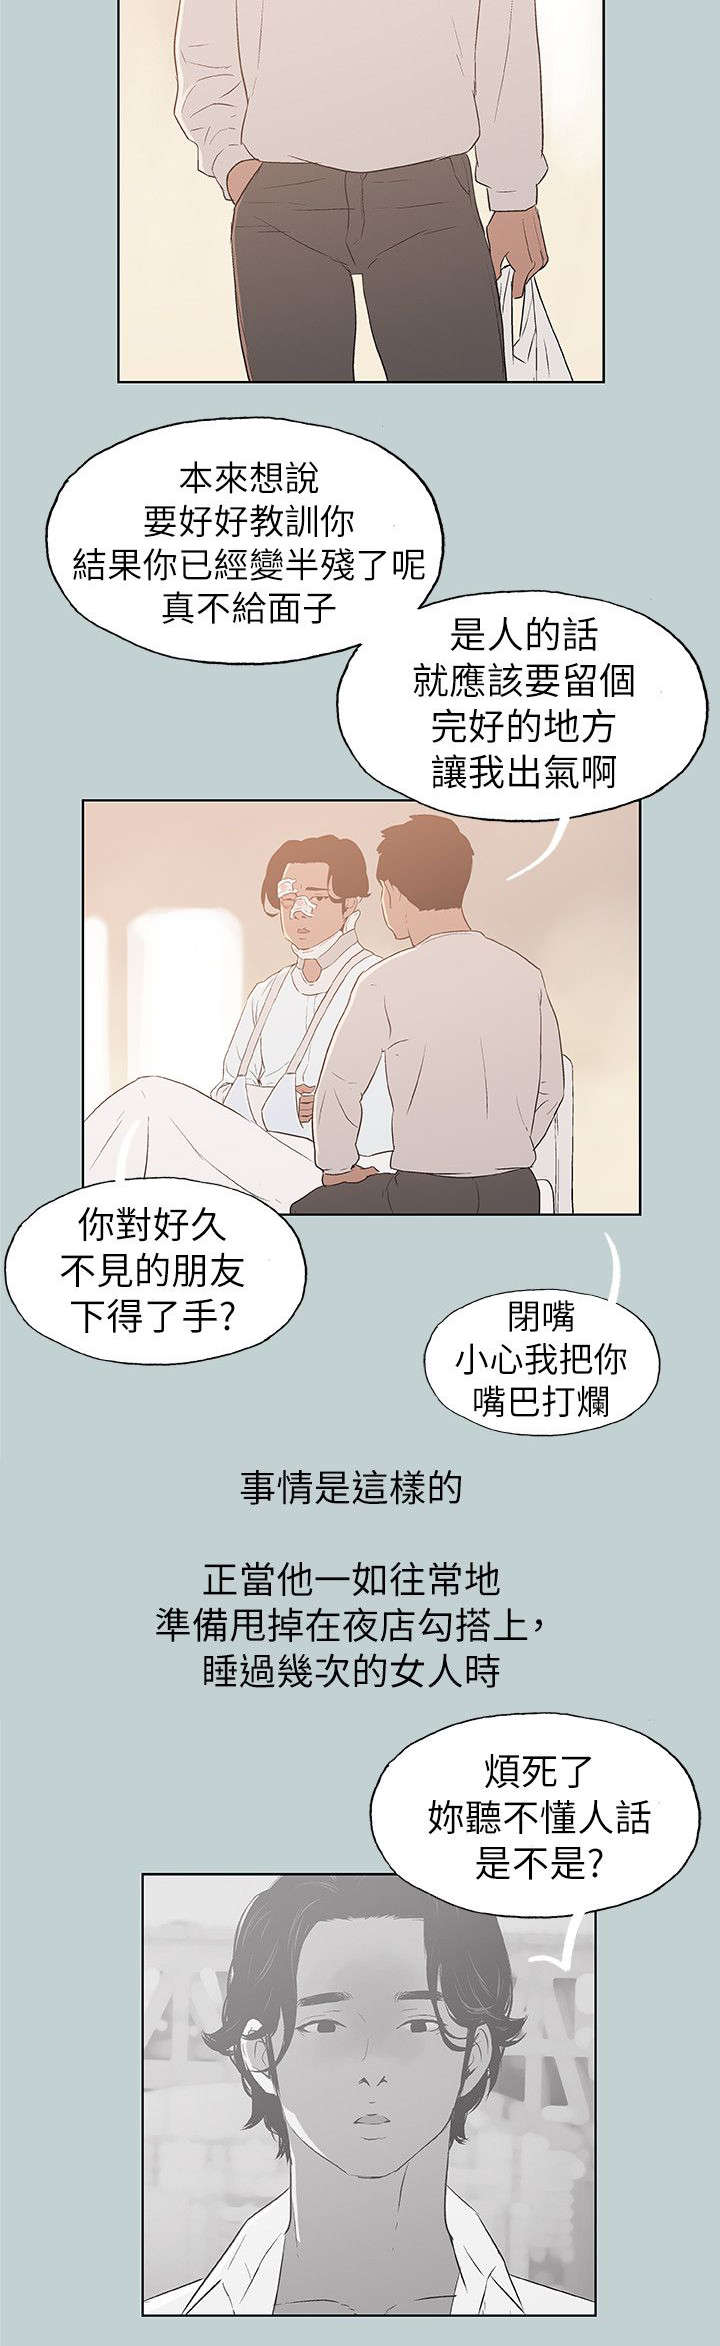 本來想說
要好好教訓你
結果你已經變半殘了呢
真不給面子
是人的話
就應該要留個
完好的地方
讓我出氣啊
你對好久
不見的朋友
下得了手?
閉嘴
小心我把你
嘴巴打爛
事情是這樣的
正當他一如往常地
準備甩掉在夜店勾搭上，
睡過幾次的女人時
煩死了
妳聽不懂人話
是不是?